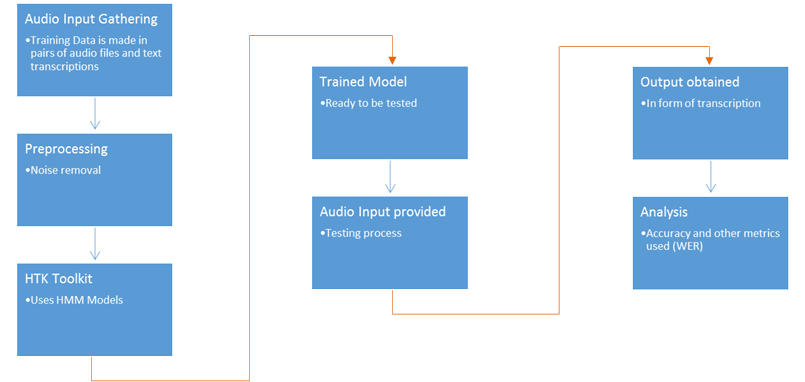 Audio Input Gathering
•Training Data is made in
pairs of audio files and text
transcriptions
Preprocessing
•Noise removal
HTK Toolkit
•Uses HMM Models
Trained Model
•Ready to be tested
Audio Input provided
•Testing process
Output obtained
•In form of transcription
Analysis
•Accuracy and other metrics
used (WER)